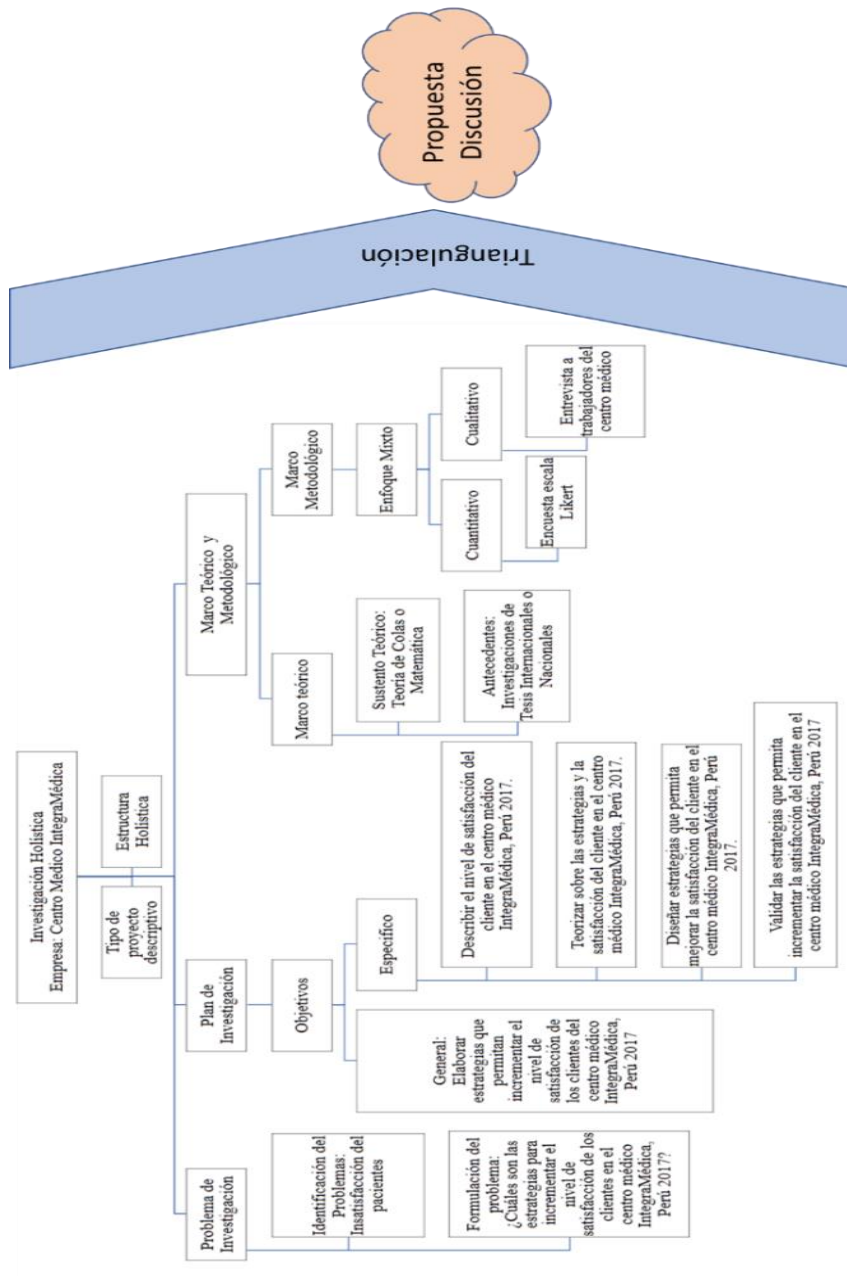 Investigación Holística
Empresa: Centro Médico IntegraMédica
Tipo de
proyecto
descriptivo
Estructura
Holística
Problema de
Investigación
Identificación del
Problemas:
Insatisfacción del
pacientes
Formulación del
problema:
¿Cuáles son las
estrategias para
incrementar el
nivel de
satisfacción de los
clientes en el
centro médico
IntegraMédica,
Perú 2017?
Plan de
Investigación
Objetivos
General:
Elaborar
estrategias que
permitan
incrementar el
nivel de
satisfacción de
los clientes del
centro médico
IntegraMédica,
Perú 2017
Específico
Describir el nivel de satisfacción del
cliente en el centro médico
IntegraMédica, Perú 2017.
Teorizar sobre las estrategias y la
satisfacción del cliente en el centro
médico IntegraMédica, Perú 2017.
Diseñar estrategias que permita
mejorar la satisfacción del cliente en el
centro médico IntegraMédica, Perú
2017.
Validar las estrategias que permita
incrementar la satisfacción del cliente en el
centro médico IntegraMédica, Perú 2017
Marco Teórico y
Metodológico
Marco teórico
Sustento Teórico:
Teoría de Colas o
Matemática
Antecedentes:
Investigaciones de
Tesis Internacionales o
Nacionales
Marco
Metodológico
Enfoque Mixto
Cuantitativo
Encuesta escala
Likert
Cualitativo
Entrevista a
trabajadores del
centro médico
Triangulación
Propuesta
Discusión